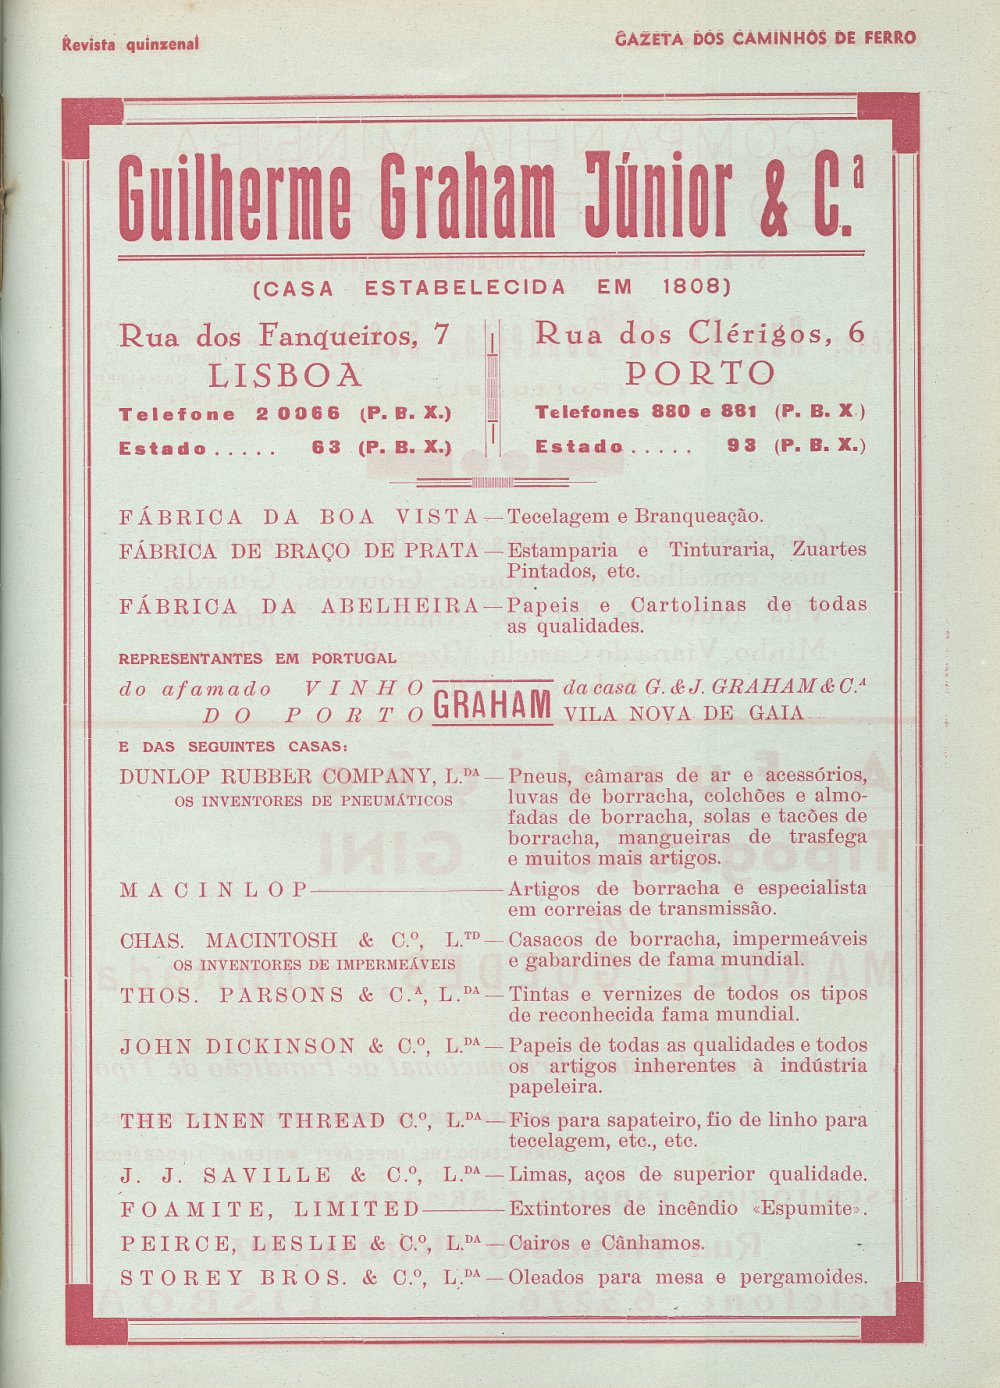 Revista quinzenal
GAZETA DOS CAMINHOS DE FERRO
Guilherme Graham Júnior & C.ª
(CASA ESTABELECIDA EM 1808)
Rua dos Fanqueiros, 7
LISBOA
Telefone 20066 (P. B. X.)
Estado ..... 63 (P. B. X.)
Rua dos Clérigos, 6
PORTO
Telefones 880 e 881 (P. B. X.)
Estado ..... 93 (P. B. X.)
FÁBRICA DA BOA VISTA — Tecelagem e Branqueação.
FÁBRICA DE BRAÇO DE PRATA — Estamparia e Tinturaria, Zuartes
Pintados, etc.
FÁBRICA DA ABELHEIRA — Papeis e Cartolinas de todas
as qualidades.
REPRESENTANTES EM PORTUGAL
do afamado VINHO
DO PORTO
GRAHAM
da casa G. & J. GRAHAM & C.ᴬ
VILA NOVA DE GAIA
E DAS SEGUINTES CASAS:
DUNLOP RUBBER COMPANY, L.ᴰᴬ — Pneus, câmaras de ar e acessórios,
OS INVENTORES DE PNEUMÁTICOS
luvas de borracha, colchões e almo-
fadas de borracha, solas e tacões de
borracha, mangueiras de trasfega
e muitos mais artigos.
MACINLOP — Artigos de borracha e especialista
em correias de transmissão.
CHAS. MACINTOSH & C.º, L.ᵀᴰ — Casacos de borracha, impermeáveis
OS INVENTORES DE IMPERMEÁVEIS
e gabardines de fama mundial.
THOS. PARSONS & C.ᴬ, L.ᴰᴬ — Tintas e vernizes de todos os tipos
de reconhecida fama mundial.
JOHN DICKINSON & C.º, L.ᴰᴬ — Papeis de todas as qualidades e todos
os artigos inherentes à indústria
papeleira.
THE LINEN THREAD C.º, L.ᴰᴬ — Fios para sapateiro, fio de linho para
tecelagem, etc., etc.
J. J. SAVILLE & C.º, L.ᴰᴬ — Limas, aços de superior qualidade.
FOAMITE, LIMITED — Extintores de incêndio «Espumite».
PEIRCE, LESLIE & C.º, L.ᴰᴬ — Cairos e Cânhamos.
STOREY BROS. & C.º, L.ᴰᴬ — Oleados para mesa e pergamoides.